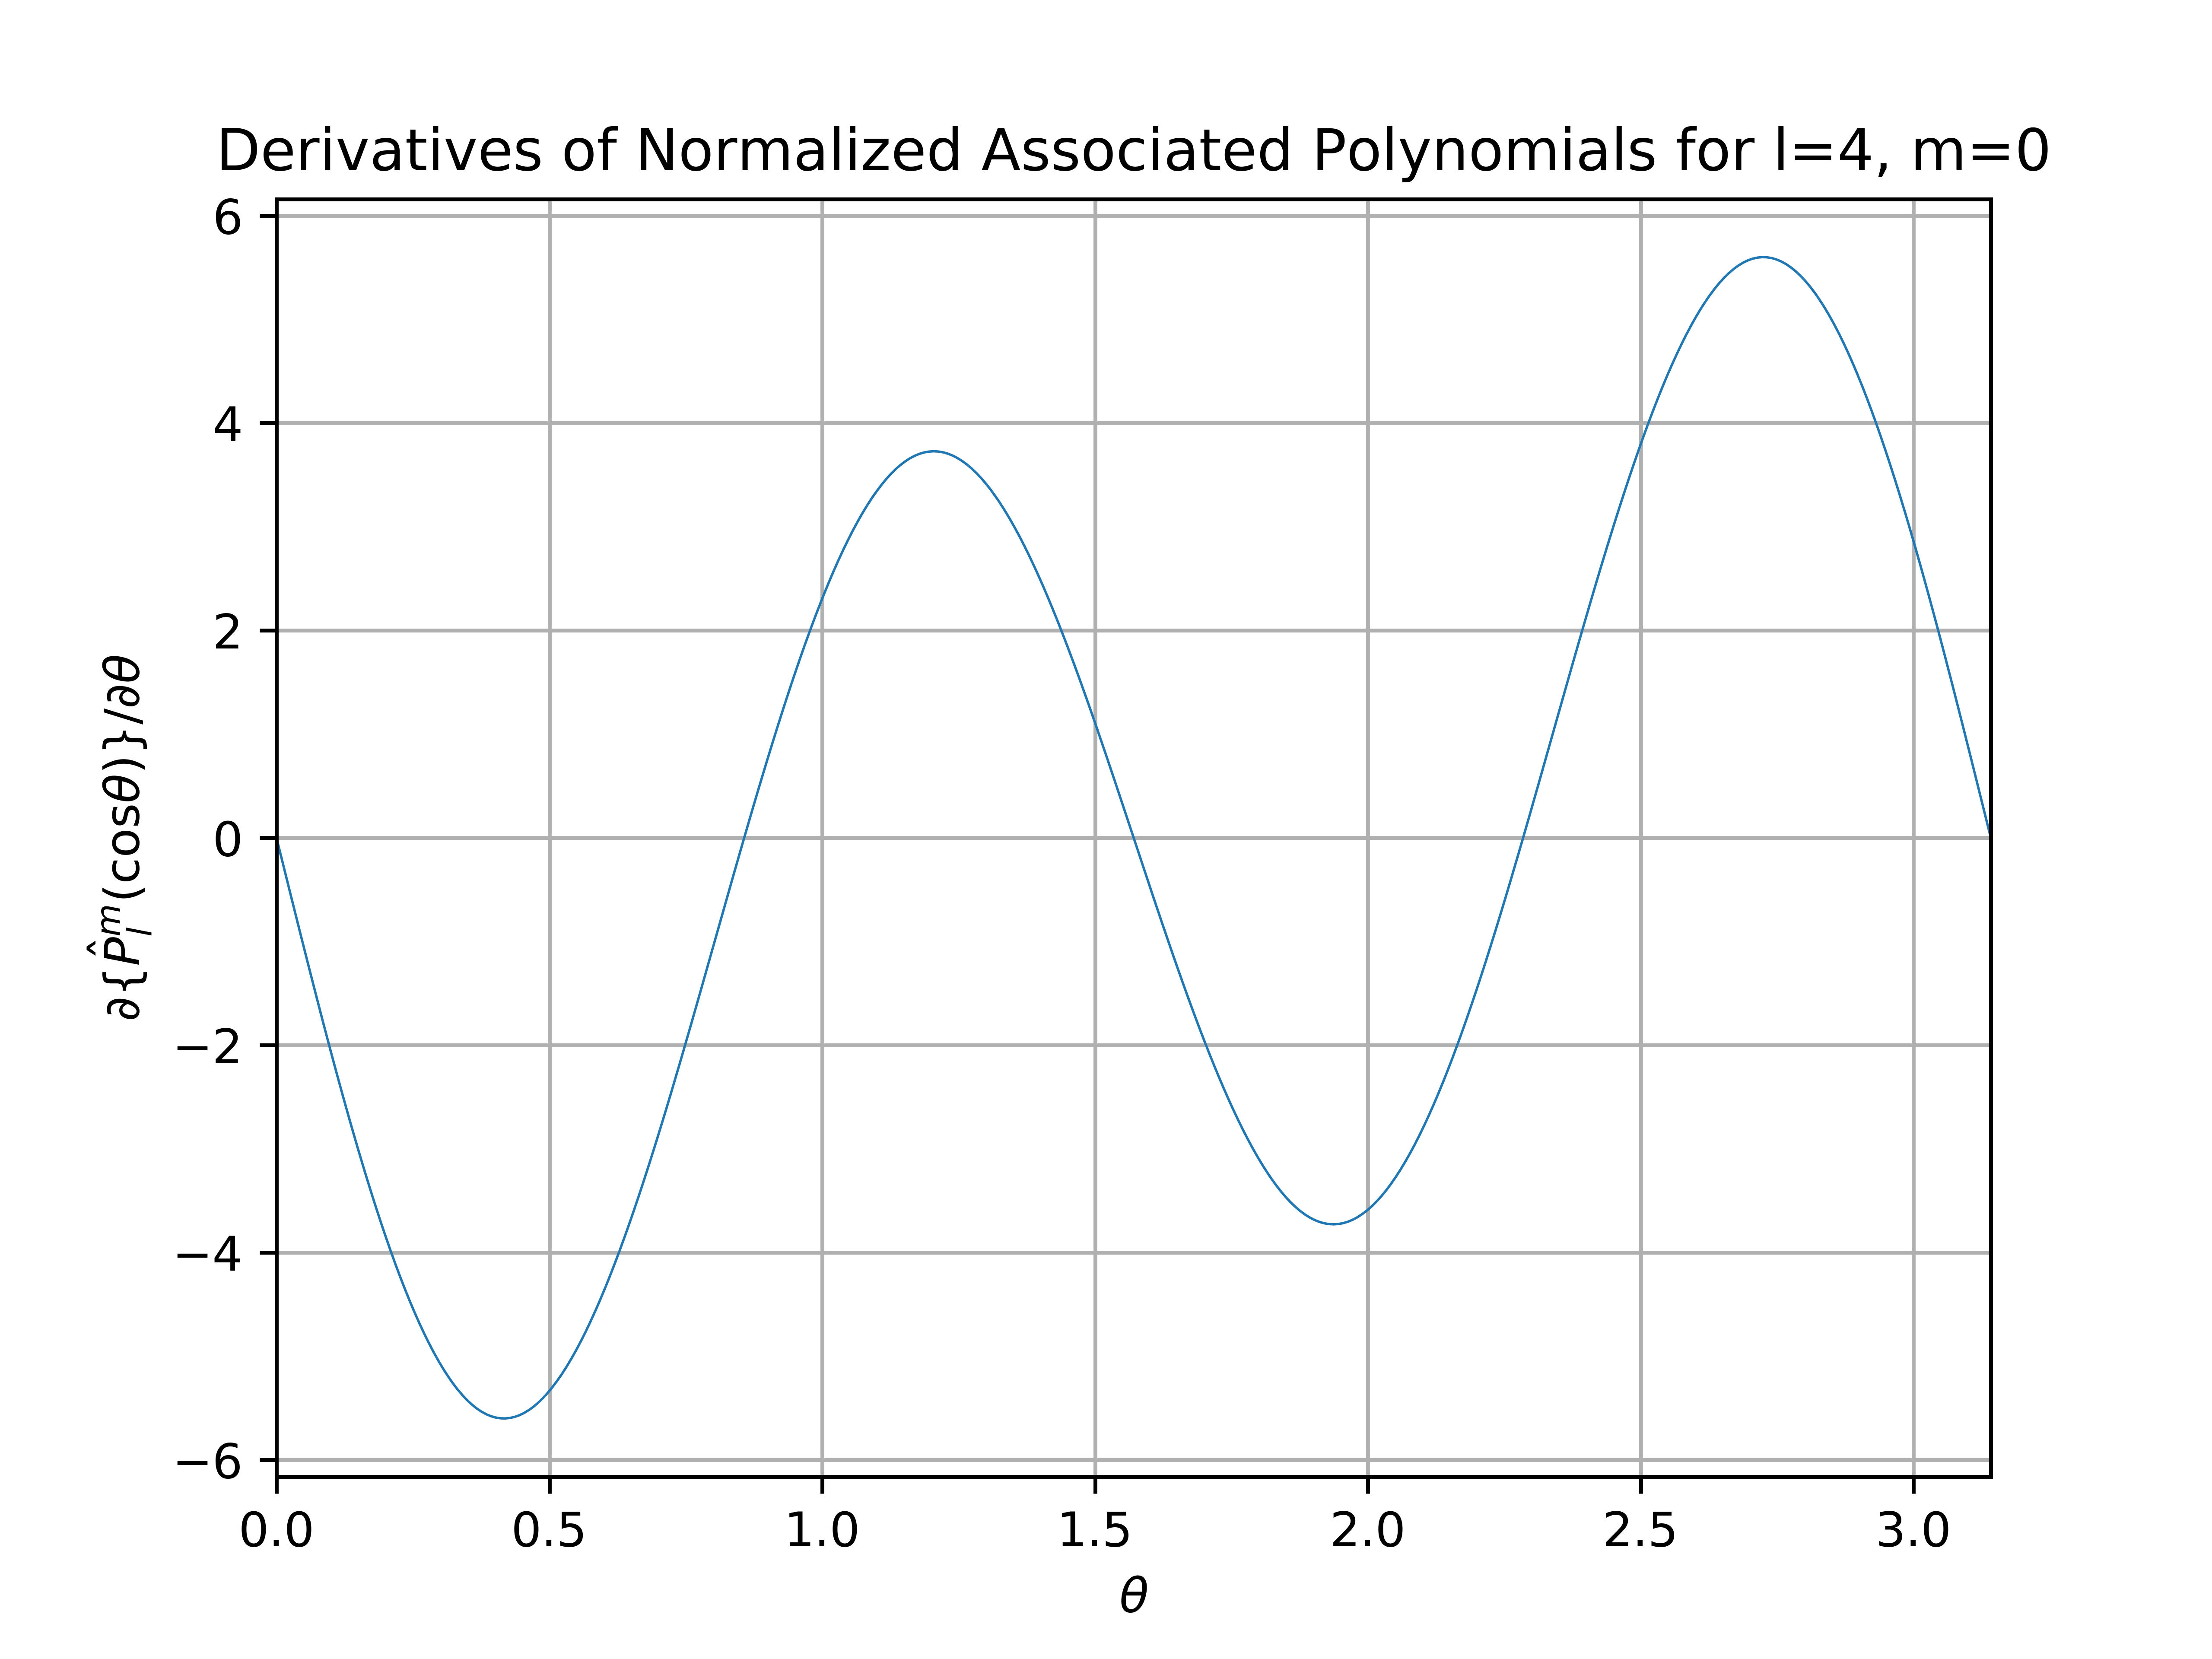 Derivatives of Normalized Associated Polynomials for l=4, m=0
6
4
2
0
−2
−4
−6
∂{P̂_l^m(cosθ)}/∂θ
0.0 0.5 1.0 1.5 2.0 2.5 3.0
θ